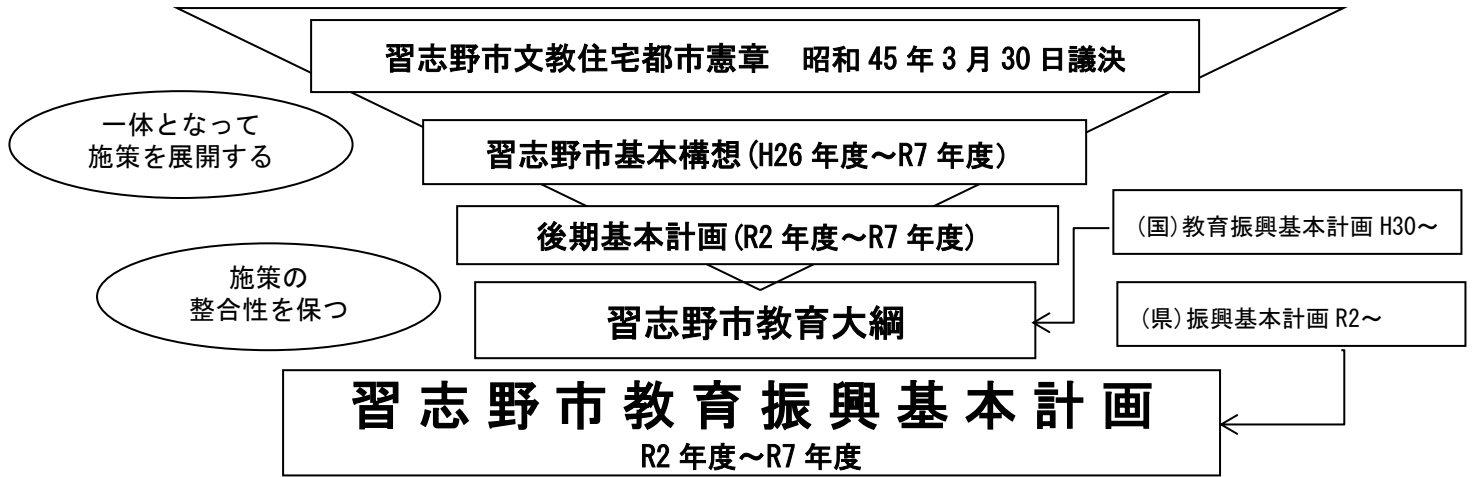 習志野市文教住宅都市憲章 昭和45年3月30日議決
一体となって
施策を展開する
習志野市基本構想(H26年度～R7年度)
後期基本計画(R2年度～R7年度)
(国)教育振興基本計画 H30～
施策の
整合性を保つ
習志野市教育大綱
(県)振興基本計画 R2～
習志野市教育振興基本計画
R2年度～R7年度